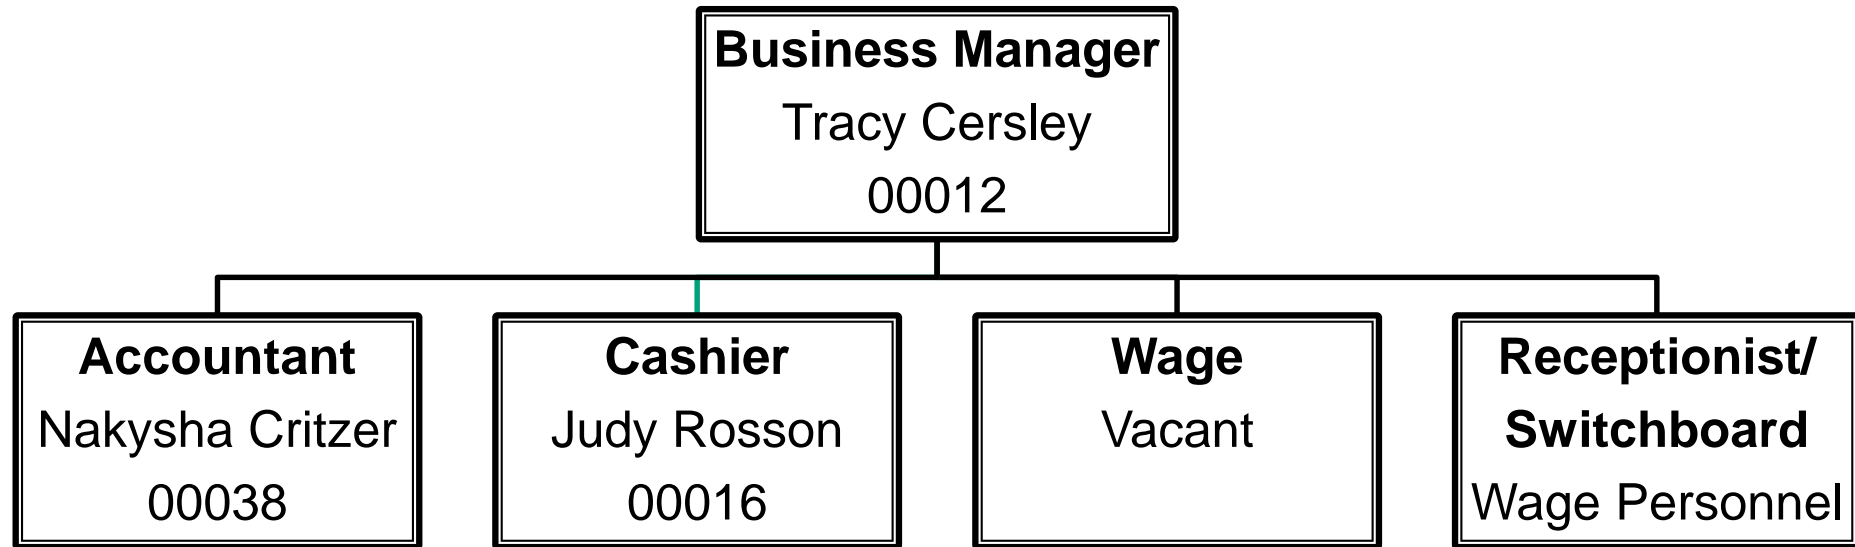 Business Manager
Tracy Cersley
00012
Accountant
Nakysha Critzer
00038
Cashier
Judy Rosson
00016
Wage
Vacant
Receptionist/
Switchboard
Wage Personnel